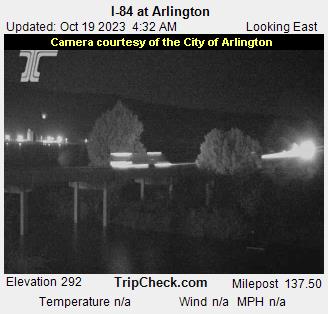 I-84 at Arlington
Updated: Oct 19 2023 4:32 AM Looking East
Camera courtesy of the City of Arlington
Elevation 292 TripCheck.com Milepost 137.50
Temperature n/a Wind n/a MPH n/a